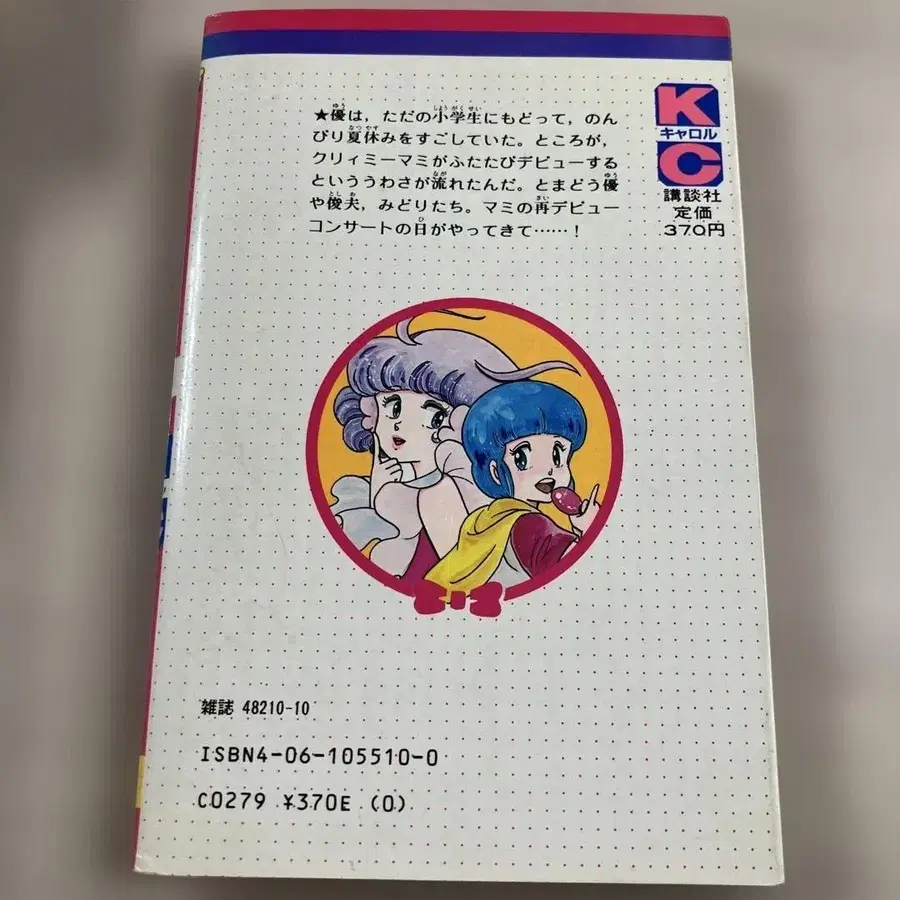 ★優は，ただの小学生にもどって，のん
びり夏休みをすごしていた。ところが，
クリィミーマミがふたたびデビューする
といううわさが流れたんだ。とまどう優
や俊夫，みどりたち。マミの再デビュー
コンサートの日がやってきて……！
K
キャロル
C
講談社
定価
370円
雑誌 48210-10
ISBN4-06-105510-0
C0279 ¥370E (0)